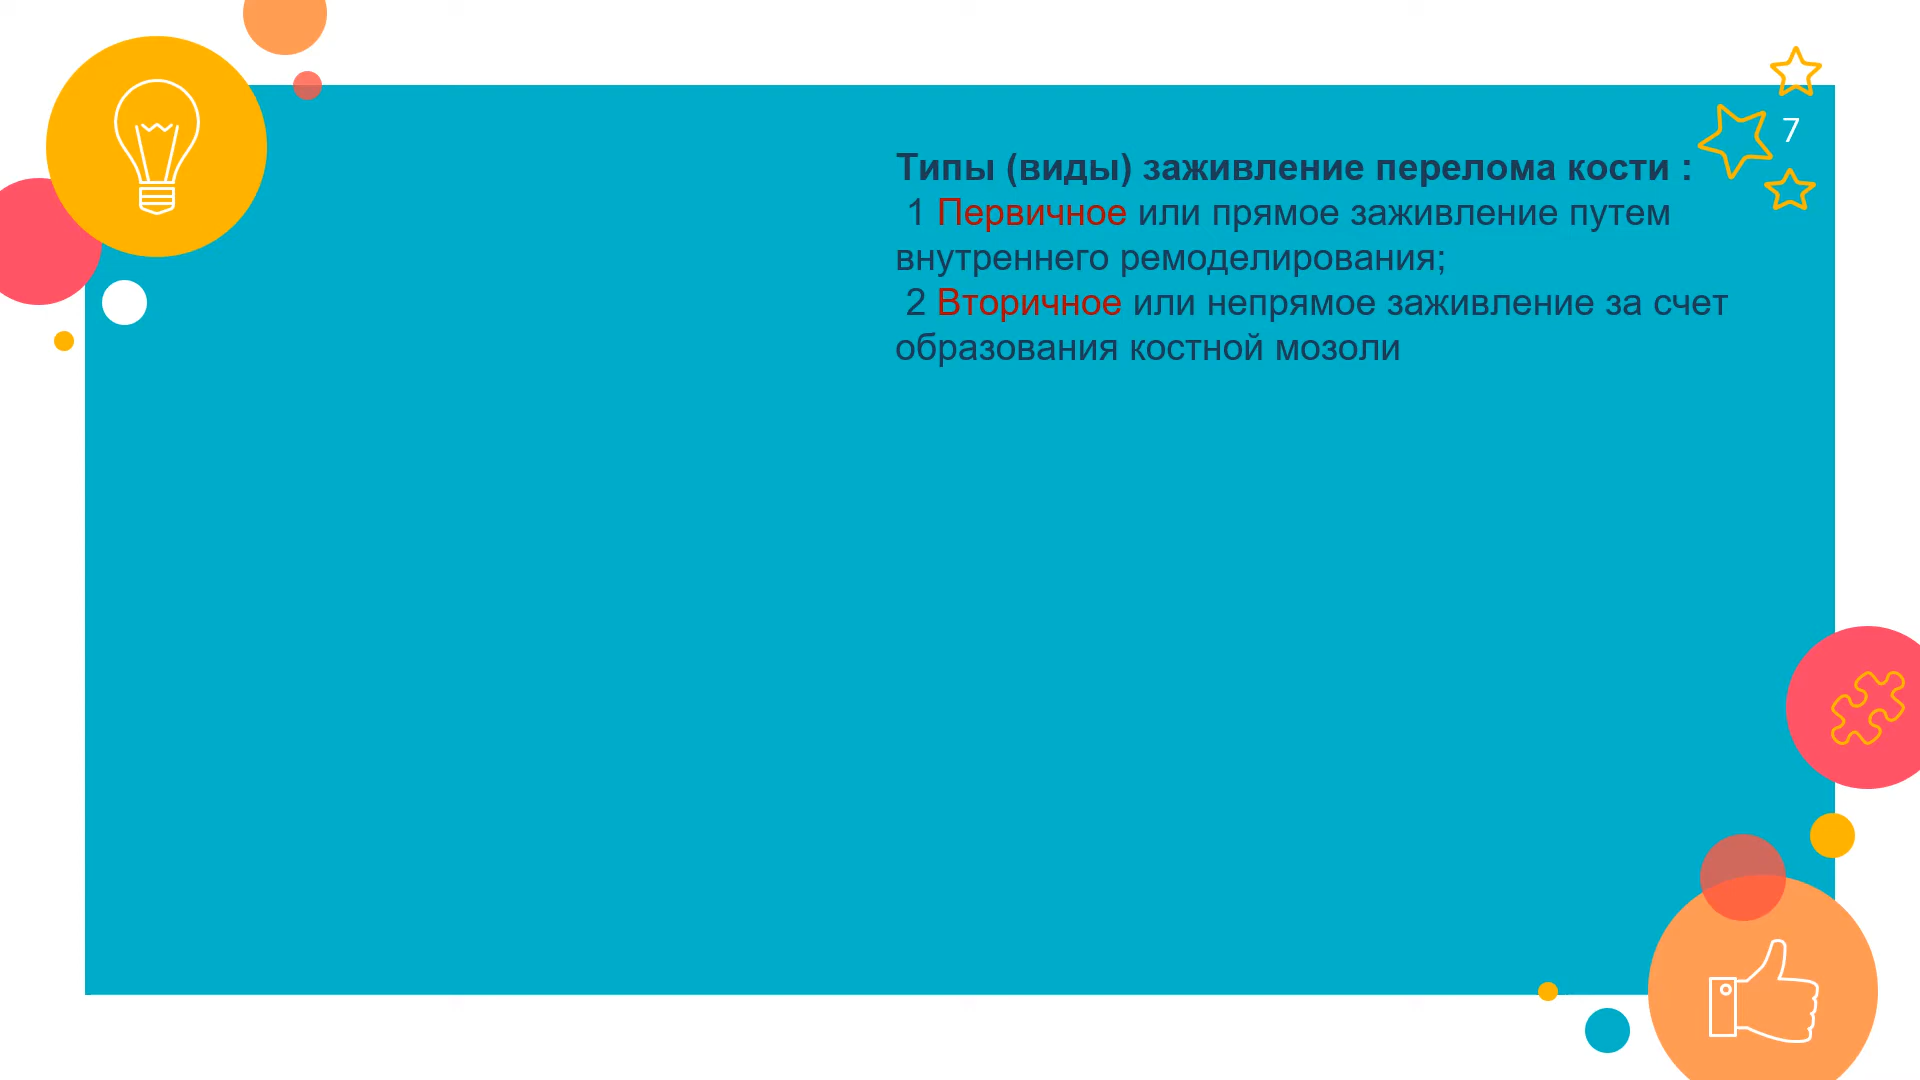 7
Типы (виды) заживление перелома кости :
1 Первичное или прямое заживление путем
внутреннего ремоделирования;
2 Вторичное или непрямое заживление за счет
образования костной мозоли